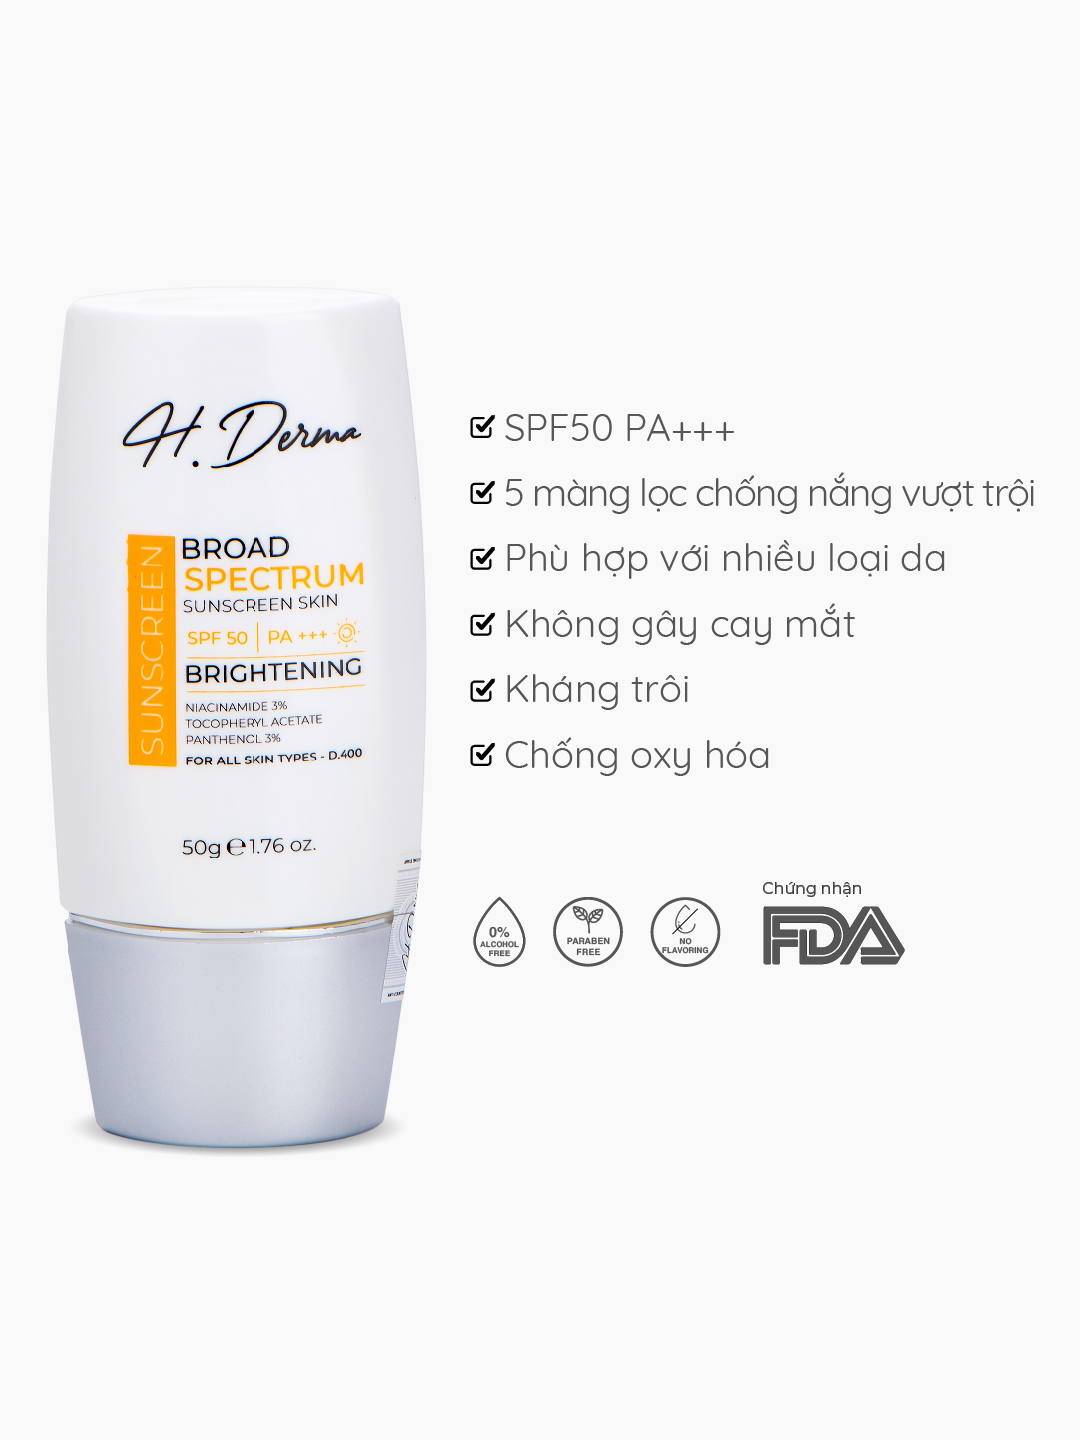 H. Derma
SUNSCREEN
BROAD
SPECTRUM
SUNSCREEN SKIN
SPF 50 | PA +++
BRIGHTENING
NIACINAMIDE 3%
TOCOPHERYL ACETATE
PANTHENCL 3%
FOR ALL SKIN TYPES - D.400
50g ℮ 1.76 oz.
SPF50 PA+++
5 màng lọc chống nắng vượt trội
Phù hợp với nhiều loại da
Không gây cay mắt
Kháng trôi
Chống oxy hóa
0%
ALCOHOL
FREE
PARABEN
FREE
NO
FLAVORING
Chứng nhận
FDA